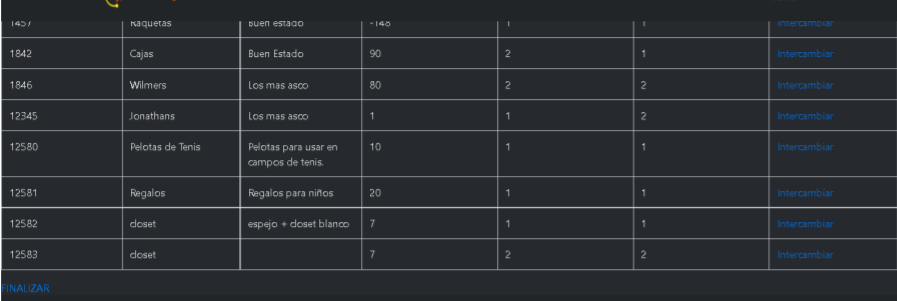 1457 Raquetas Buen estado -148 1 1 Intercambiar
1842 Cajas Buen Estado 90 2 1 Intercambiar
1846 Wilmers Los mas asco 80 2 2 Intercambiar
12345 Jonathans Los mas asco 1 1 2 Intercambiar
12580 Pelotas de Tenis Pelotas para usar en 10 1 1 Intercambiar
campos de tenis.
12581 Regalos Regalos para niños 20 1 1 Intercambiar
12582 closet espejo + closet blanco 7 1 1 Intercambiar
12583 closet 7 2 2 Intercambiar
FINALIZAR